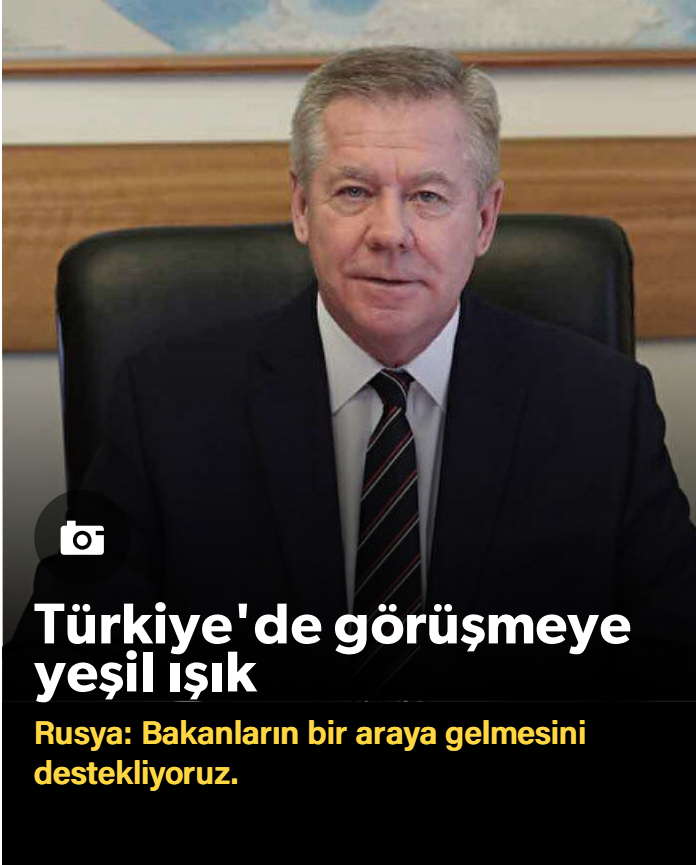 Türkiye'de görüşmeye
yeşil ışık
Rusya: Bakanların bir araya gelmesini
destekliyoruz.